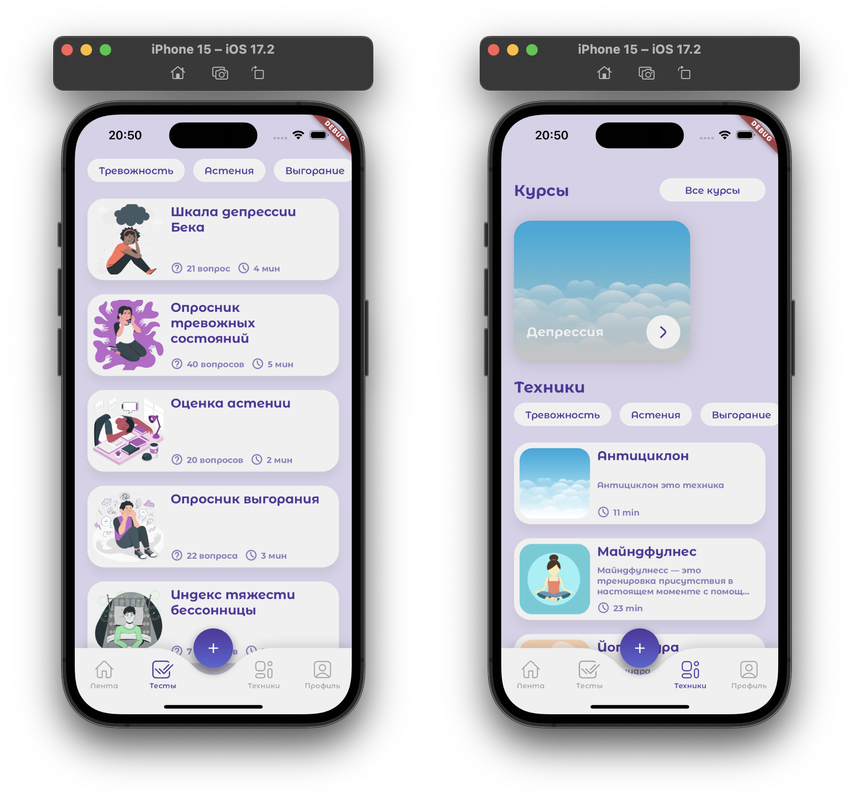 iPhone 15 – iOS 17.2
20:50
DEBUG
Тревожность
Астения
Выгорание
Шкала депрессии
Бека
21 вопрос
4 мин
Опросник
тревожных
состояний
40 вопросов
5 мин
Оценка астении
20 вопросов
2 мин
Опросник выгорания
22 вопроса
3 мин
Индекс тяжести
бессонницы
7
Лента
Тесты
Техники
Профиль
iPhone 15 – iOS 17.2
20:50
DEBUG
Курсы
Все курсы
Депрессия
Техники
Тревожность
Астения
Выгорание
Антициклон
Антициклон это техника
11 min
Майндфулнес
Майндфулнесс — это
тренировка присутствия в
настоящем моменте с помощ...
23 min
Лента
Тесты
Техники
Профиль